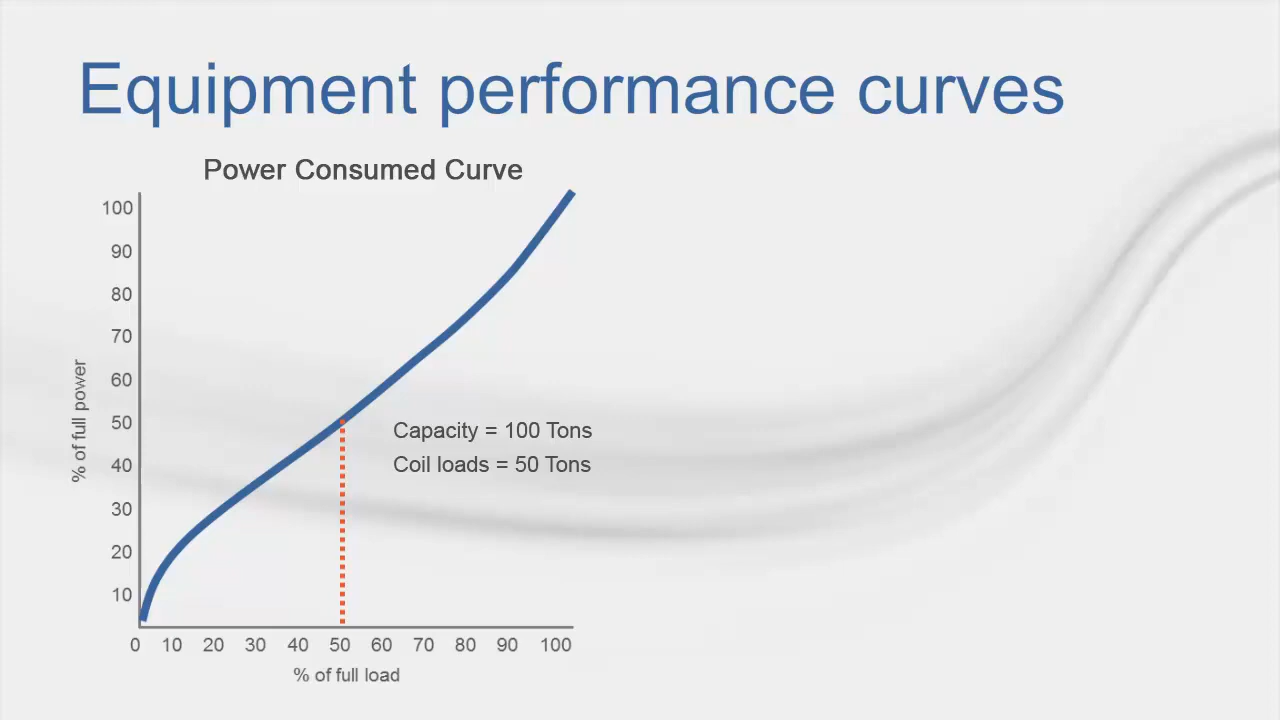 Equipment performance curves
Power Consumed Curve
100
90
80
70
60
50
40
30
20
10
% of full power
Capacity = 100 Tons
Coil loads = 50 Tons
0 10 20 30 40 50 60 70 80 90 100
% of full load